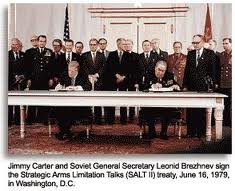 Jimmy Carter and Soviet General Secretary Leonid Brezhnev sign
the Strategic Arms Limitation Talks (SALT II) treaty, June 16, 1979,
in Washington, D.C.